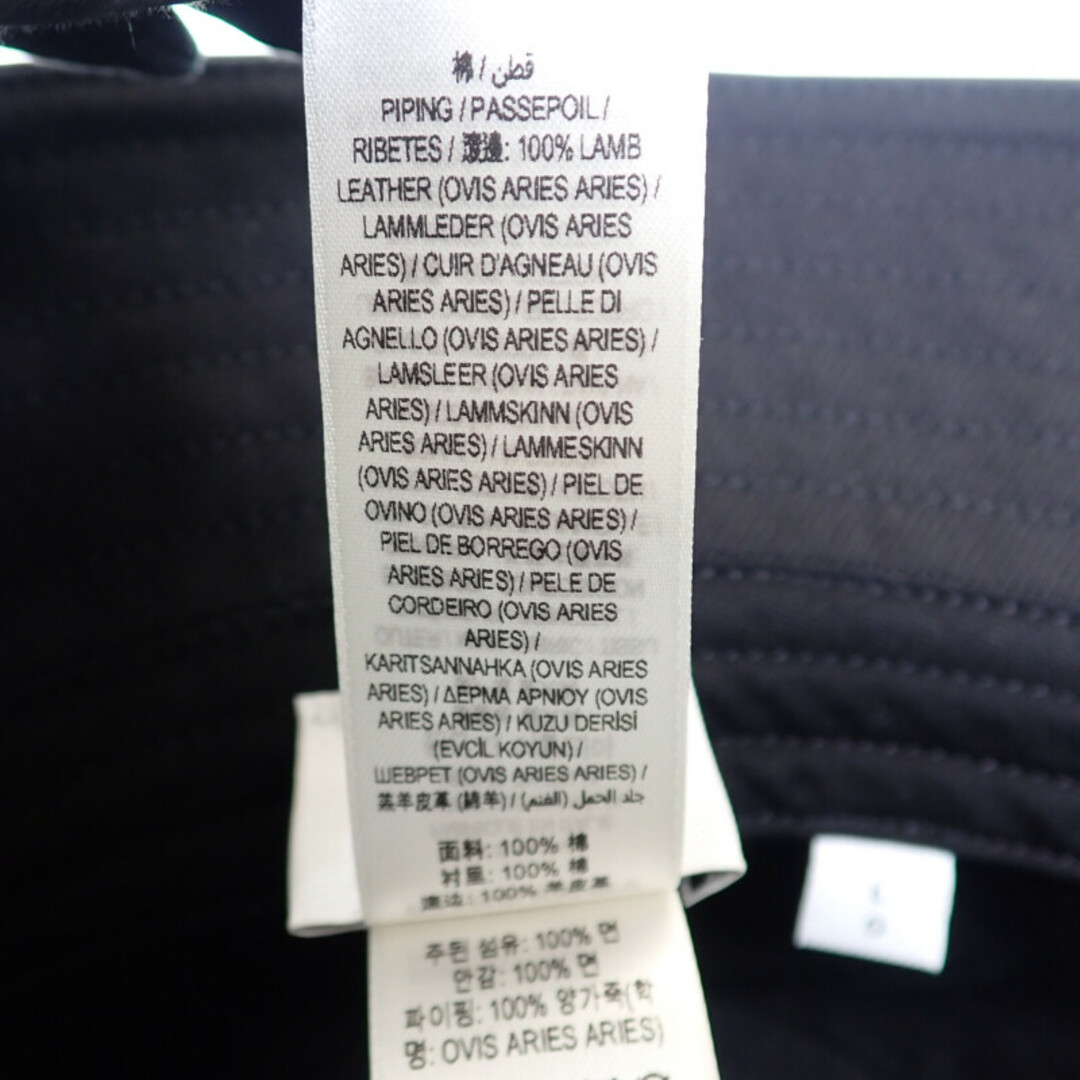 棉 / قطن
PIPING / PASSEPOIL /
RIBETES / 滾邊: 100% LAMB
LEATHER (OVIS ARIES ARIES) /
LAMMLEDER (OVIS ARIES
ARIES) / CUIR D'AGNEAU (OVIS
ARIES ARIES) / PELLE DI
AGNELLO (OVIS ARIES ARIES) /
LAMSLEER (OVIS ARIES
ARIES) / LAMMSKINN (OVIS
ARIES ARIES) / LAMMESKINN
(OVIS ARIES ARIES) / PIEL DE
OVINO (OVIS ARIES ARIES) /
PIEL DE BORREGO (OVIS
ARIES ARIES) / PELE DE
CORDEIRO (OVIS ARIES
ARIES) /
KARITSANNAHKA (OVIS ARIES
ARIES) / ΔΕΡΜΑ ΑΡΝΙΟΥ (OVIS
ARIES ARIES) / KUZU DERİSİ
(EVCİL KOYUN) /
ШЕВРЕТ (OVIS ARIES ARIES) /
羔羊皮革 (綿羊) / جلد الحمل (الغنم)
面料: 100% 棉
衬里: 100% 棉
滚边: 100% 羊皮革
주된 섬유: 100% 면
안감: 100% 면
파이핑: 100% 양가죽(학
명: OVIS ARIES ARIES)